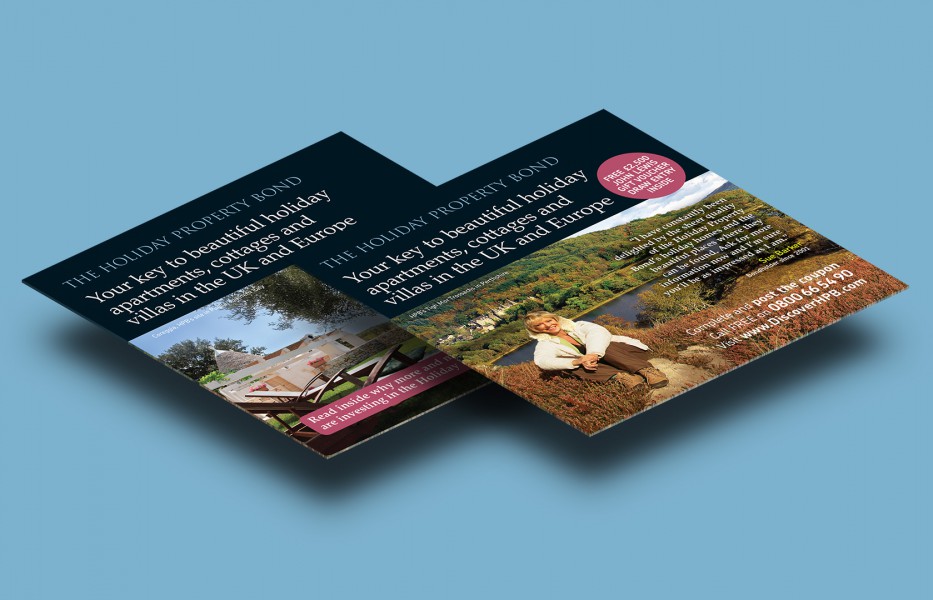 THE HOLIDAY PROPERTY BOND
Your key to beautiful holiday
apartments, cottages and
villas in the UK and Europe
Read inside why more and
are investing in the Holiday
THE HOLIDAY PROPERTY BOND
Your key to beautiful holiday
apartments, cottages and
villas in the UK and Europe
FREE £2,500
JOHN LEWIS
GIFT VOUCHER
DRAW ENTRY
INSIDE
"I have constantly been
delighted by the sheer quality
Bond's of the Holiday Property
beautiful holiday homes and the
places where they
can be found. Ask for more
information now and I'm sure
you'll be as impressed as I am."
Sue Barker
Complete and post the coupon
Call FREE on 0800 66 54 90
Visit www.DiscoverHPB.com